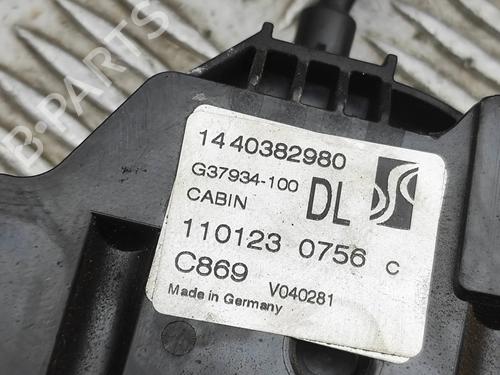 B-PARTS
1440382980
G37934-100
CABIN
DL
110123 0756 C
C869
V040281
Made in Germany